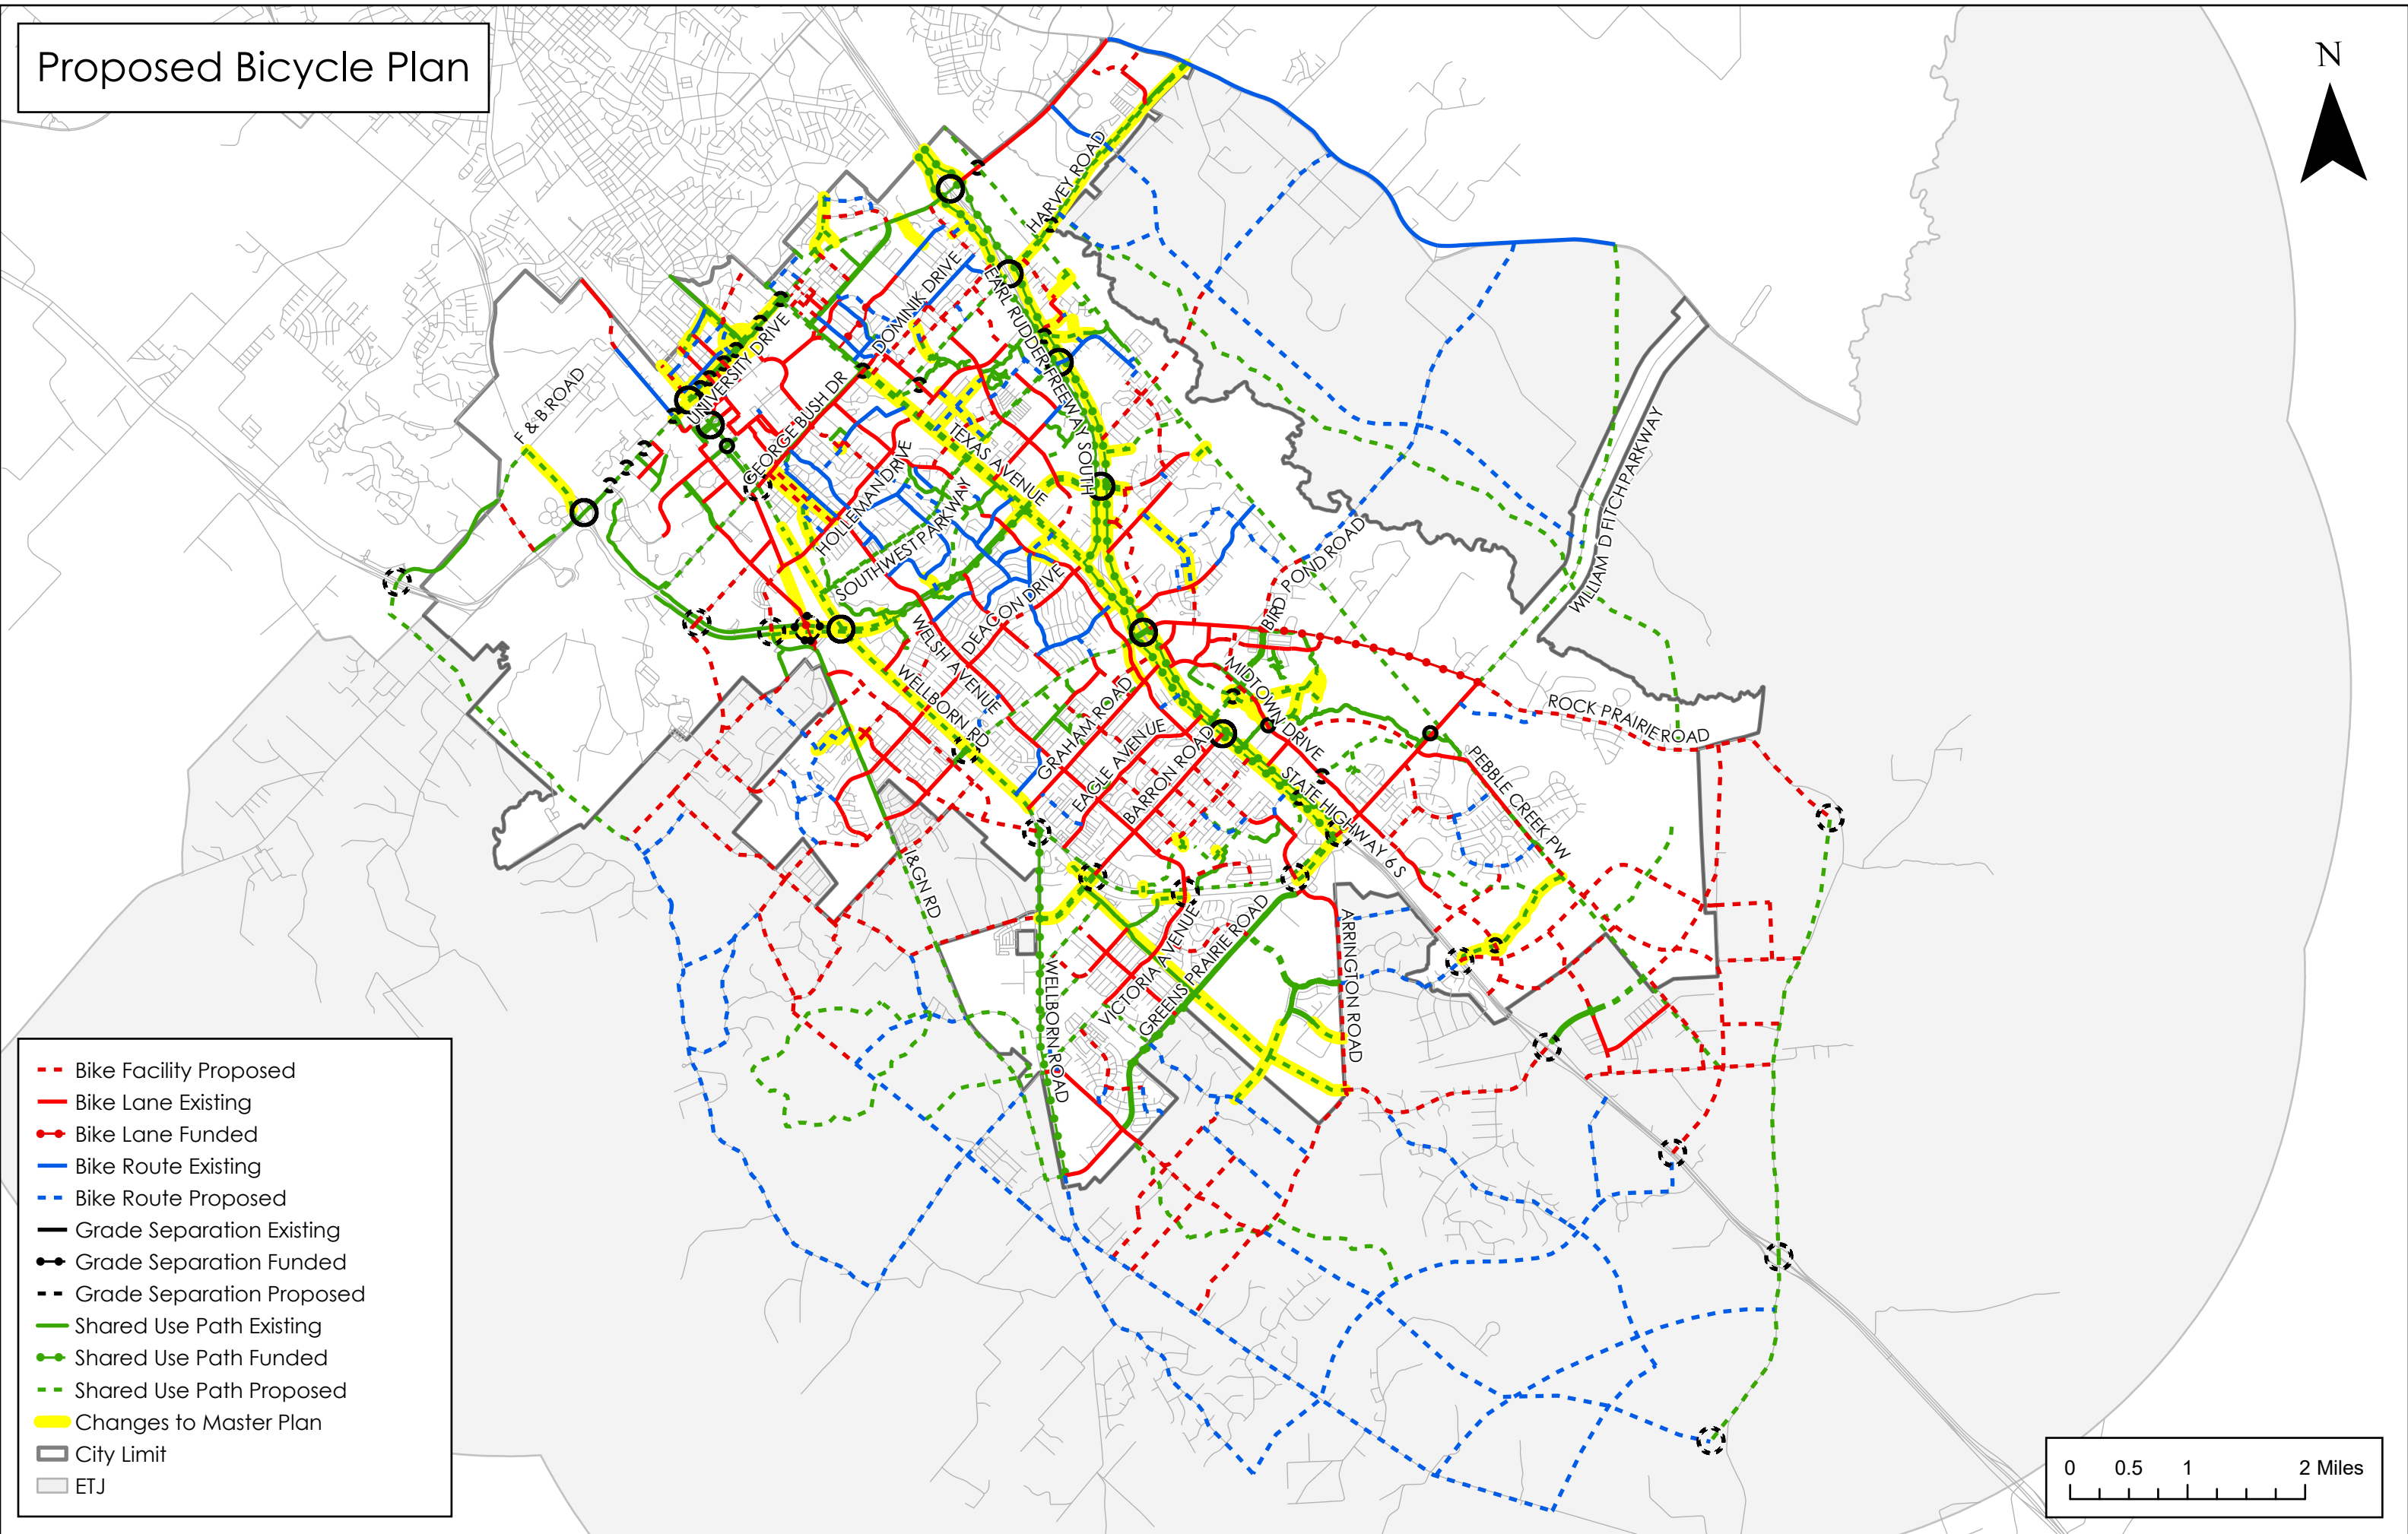 Proposed Bicycle Plan
N
HARVEY ROAD
DOMINIK DRIVE
EARL RUDDER FREEWAY SOUTH
UNIVERSITY DRIVE
F & B ROAD
GEORGE BUSH DR
TEXAS AVENUE
HOLLEMAN DRIVE
SOUTHWEST PARKWAY
WILLIAM D FITCH PARKWAY
BIRD POND ROAD
DEACON DRIVE
WELSH AVENUE
WELLBORN RD
MIDTOWN DRIVE
GRAHAM ROAD
EAGLE AVENUE
BARRON ROAD
ROCK PRAIRIE ROAD
PEBBLE CREEK PW
STATE HIGHWAY 6 S
I&GN RD
VICTORIA AVENUE
GREENS PRAIRIE ROAD
ARRINGTON ROAD
WELLBORN ROAD
Bike Facility Proposed
Bike Lane Existing
Bike Lane Funded
Bike Route Existing
Bike Route Proposed
Grade Separation Existing
Grade Separation Funded
Grade Separation Proposed
Shared Use Path Existing
Shared Use Path Funded
Shared Use Path Proposed
Changes to Master Plan
City Limit
ETJ
0 0.5 1 2 Miles